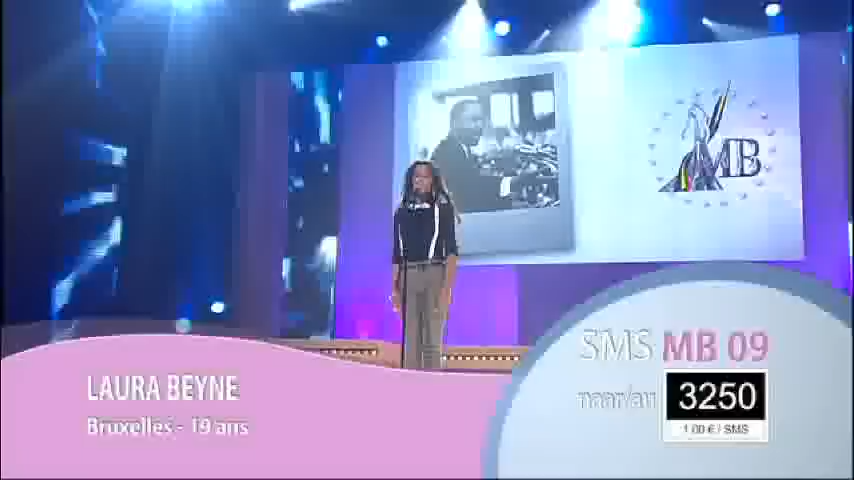 MB
SMS MB 09
naar/au 3250
1.00 € / SMS
LAURA BEYNE
Bruxelles - 19 ans